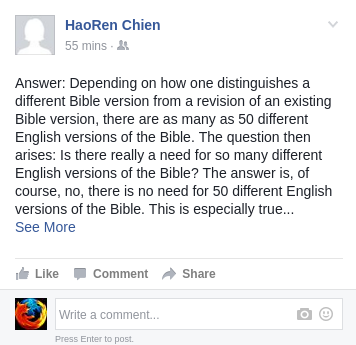 HaoRen Chien
55 mins ·
Answer: Depending on how one distinguishes a
different Bible version from a revision of an existing
Bible version, there are as many as 50 different
English versions of the Bible. The question then
arises: Is there really a need for so many different
English versions of the Bible? The answer is, of
course, no, there is no need for 50 different English
versions of the Bible. This is especially true...
See More
Like Comment Share
Write a comment...
Press Enter to post.